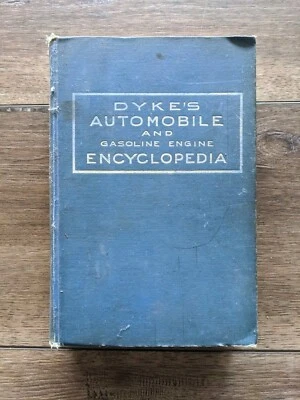 DYKE'S
AUTOMOBILE
AND
GASOLINE ENGINE
ENCYCLOPEDIA